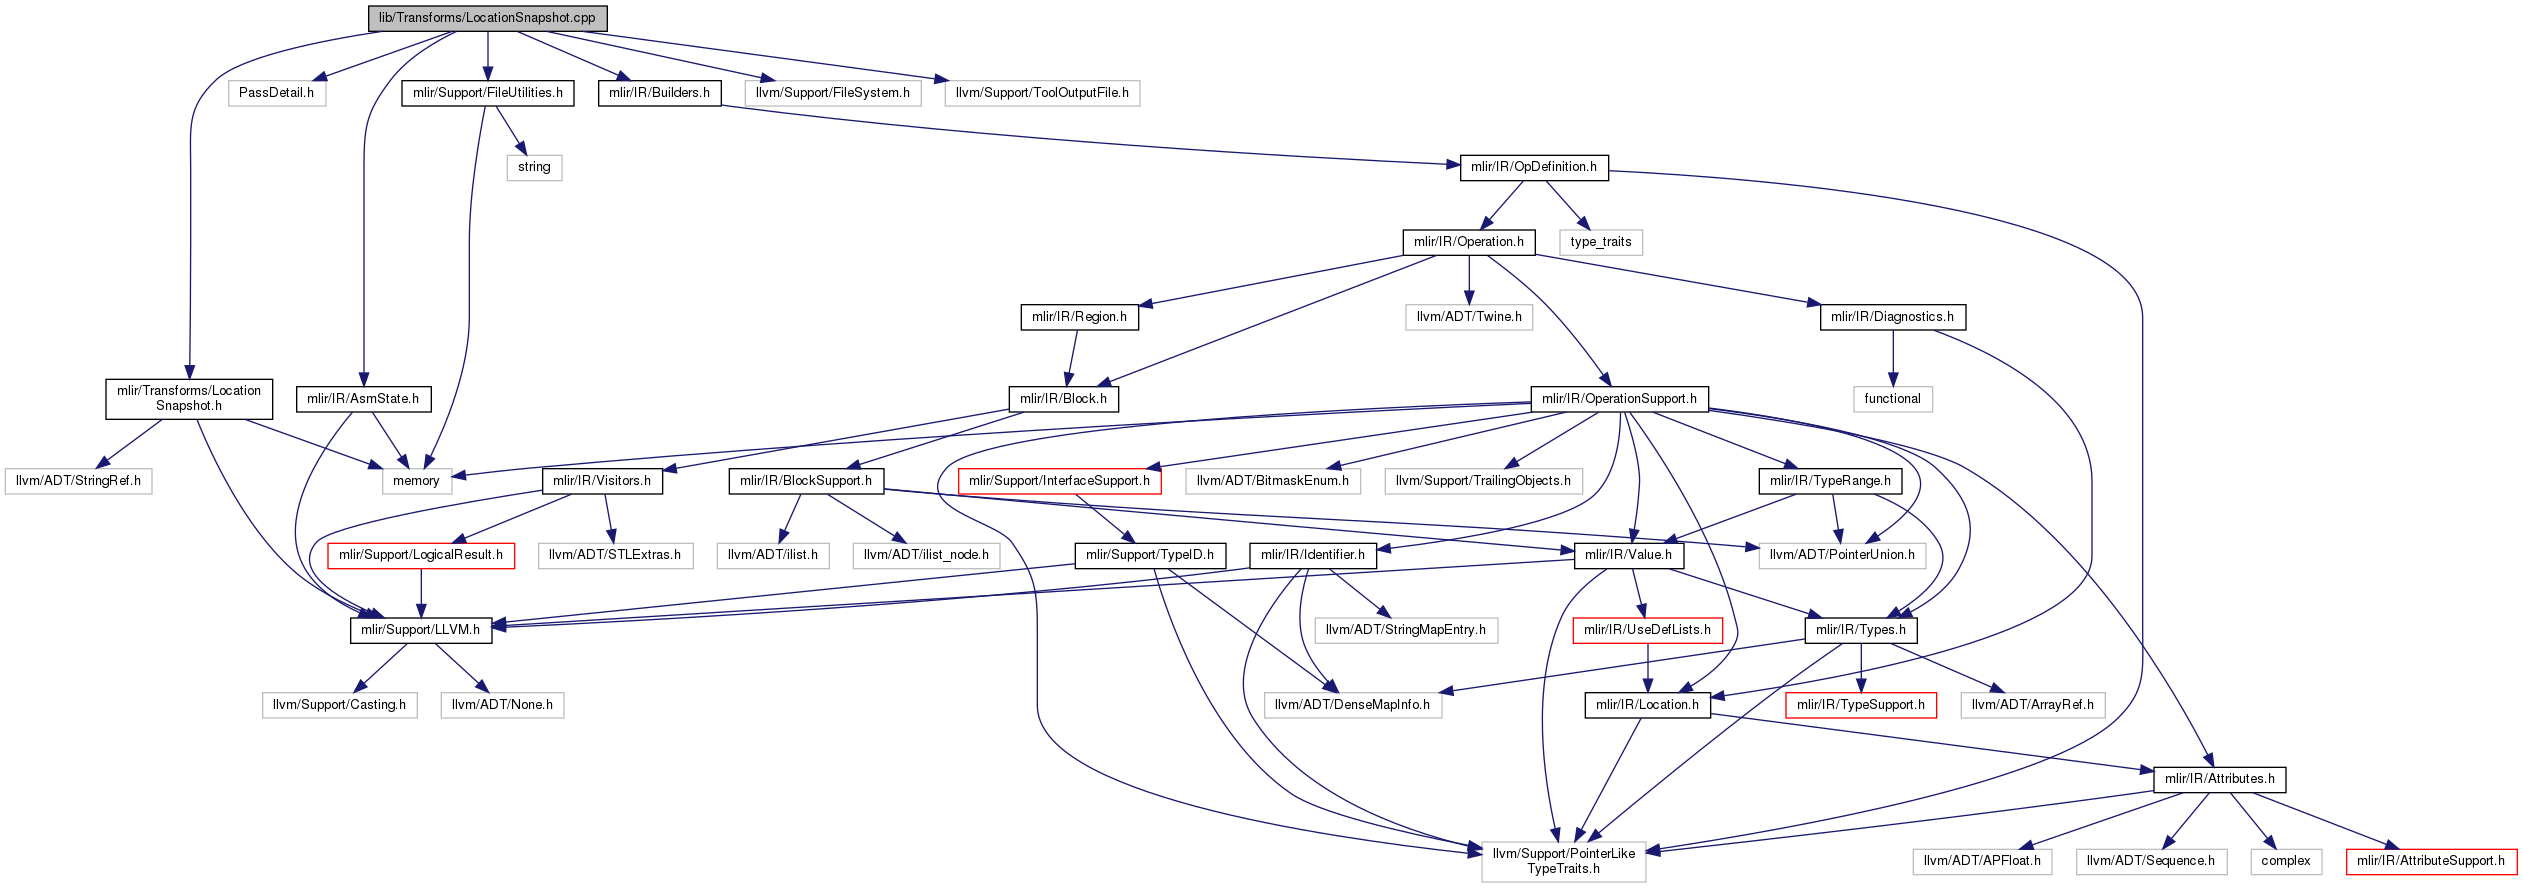 lib/Transforms/LocationSnapshot.cpp
PassDetail.h
mlir/Support/FileUtilities.h
mlir/IR/Builders.h
llvm/Support/FileSystem.h
llvm/Support/ToolOutputFile.h
string
mlir/IR/OpDefinition.h
mlir/IR/Operation.h
type_traits
mlir/IR/Region.h
llvm/ADT/Twine.h
mlir/IR/Diagnostics.h
mlir/Transforms/Location
Snapshot.h
mlir/IR/AsmState.h
mlir/IR/Block.h
mlir/IR/OperationSupport.h
functional
llvm/ADT/StringRef.h
memory
mlir/IR/Visitors.h
mlir/IR/BlockSupport.h
mlir/Support/InterfaceSupport.h
llvm/ADT/BitmaskEnum.h
llvm/Support/TrailingObjects.h
mlir/IR/TypeRange.h
mlir/Support/LogicalResult.h
llvm/ADT/STLExtras.h
llvm/ADT/ilist.h
llvm/ADT/ilist_node.h
mlir/Support/TypeID.h
mlir/IR/Identifier.h
mlir/IR/Value.h
llvm/ADT/PointerUnion.h
mlir/Support/LLVM.h
llvm/ADT/StringMapEntry.h
mlir/IR/UseDefLists.h
mlir/IR/Types.h
llvm/Support/Casting.h
llvm/ADT/None.h
llvm/ADT/DenseMapInfo.h
mlir/IR/Location.h
mlir/IR/TypeSupport.h
llvm/ADT/ArrayRef.h
mlir/IR/Attributes.h
llvm/Support/PointerLike
TypeTraits.h
llvm/ADT/APFloat.h
llvm/ADT/Sequence.h
complex
mlir/IR/AttributeSupport.h